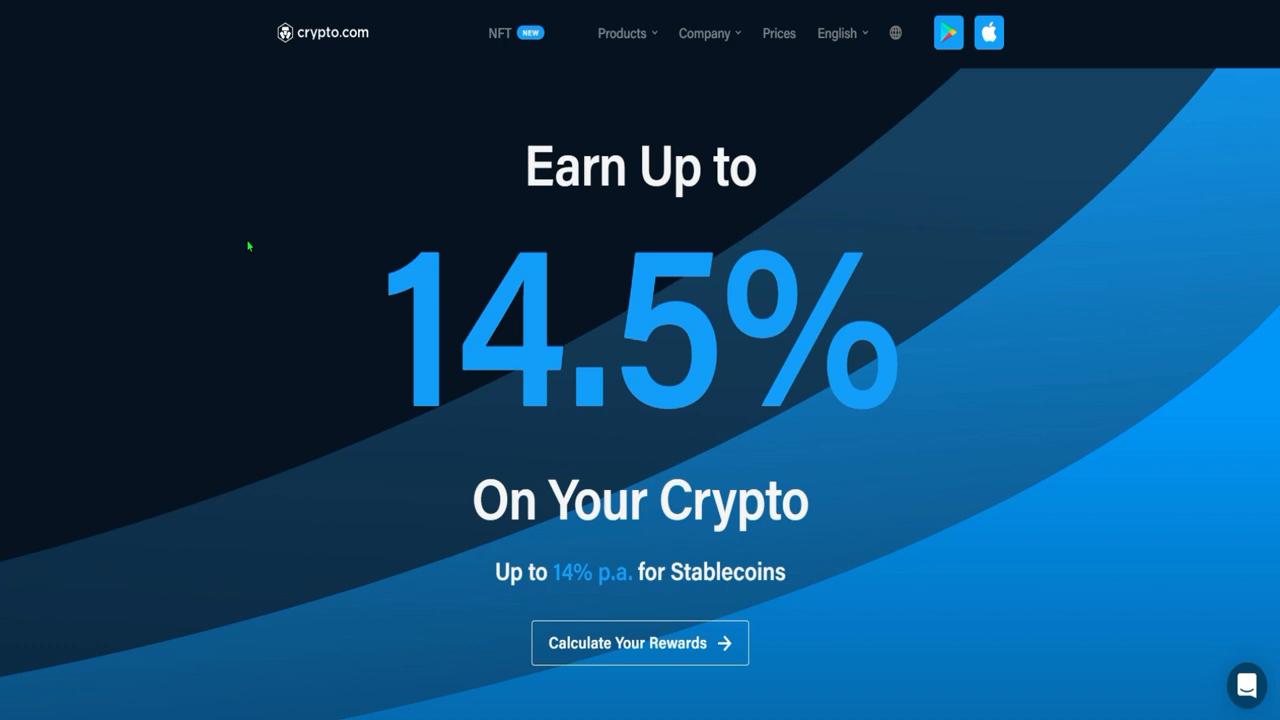 crypto.com
NFT NEW
Products
Company
Prices
English
Earn Up to
14.5%
On Your Crypto
Up to 14% p.a. for Stablecoins
Calculate Your Rewards